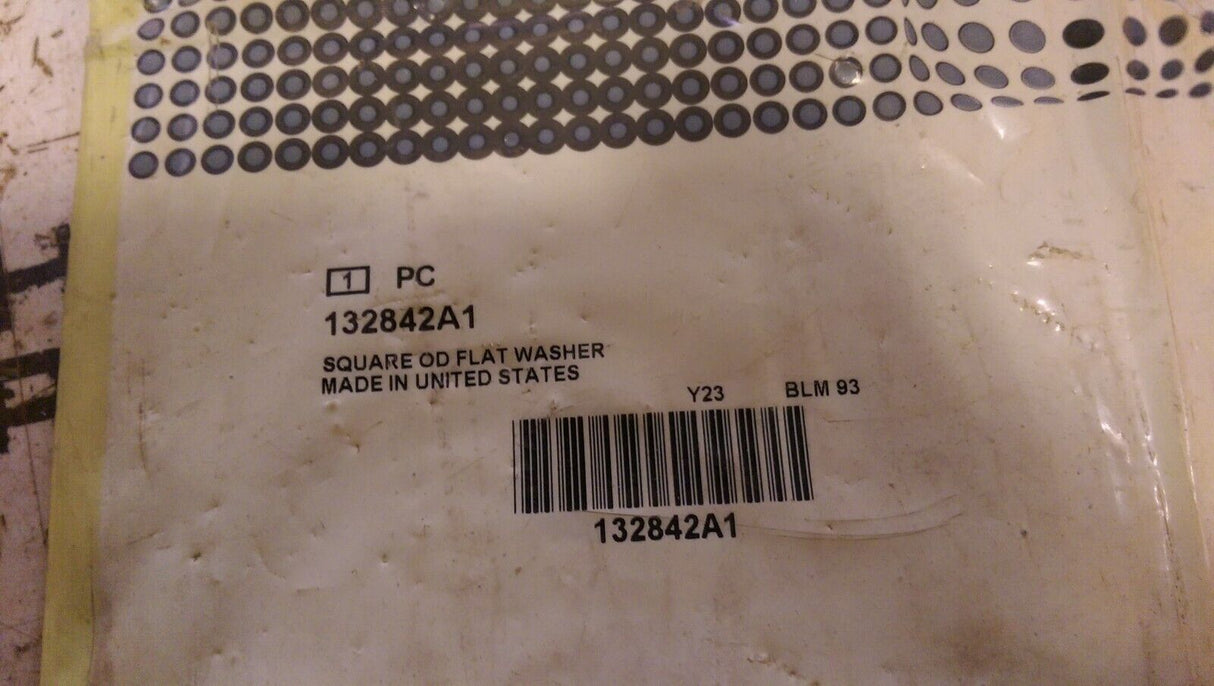 1 PC
132842A1
SQUARE OD FLAT WASHER
MADE IN UNITED STATES
Y23 BLM 93
132842A1